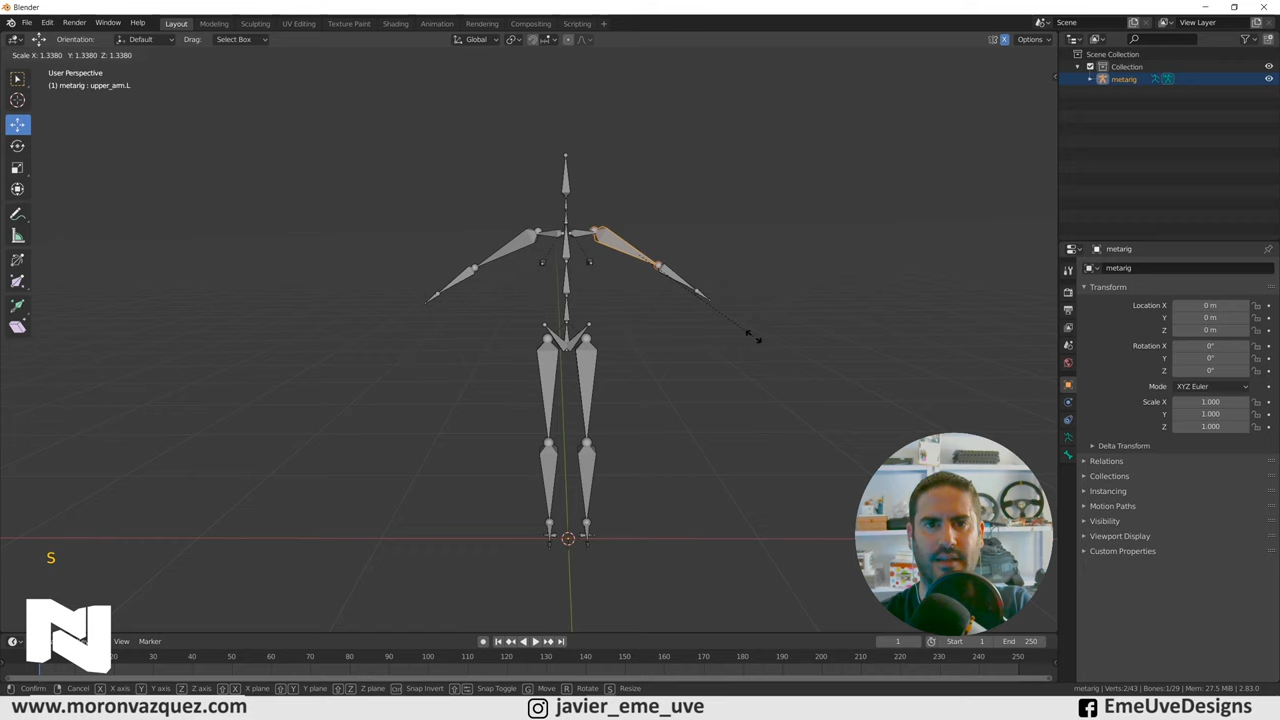 Blender
File Edit Render Window Help Layout Modeling Sculpting UV Editing Texture Paint Shading Animation Rendering Compositing Scripting + Scene View Layer
Orientation: Default Drag: Select Box Global X Options
Scale X: 1.3380 Y: 1.3380 Z: 1.3380
User Perspective
(1) metarig : upper_arm.L
Scene Collection
Collection
metarig
metarig
metarig
Transform
Location X 0 m
Y 0 m
Z 0 m
Rotation X 0°
Y 0°
Z 0°
Mode XYZ Euler
Scale X 1.000
Y 1.000
Z 1.000
Delta Transform
Relations
Collections
Instancing
Motion Paths
Visibility
Viewport Display
Custom Properties
S
N
View Marker 1 Start 1 End 250
20 30 40 50 60 70 80 90 100 110 120 130 140 150 160 170 180 190 200 210 220 230 240 250
Confirm Cancel X X axis Y Y axis Z Z axis X X plane Y Y plane Z Z plane Snap Invert Snap Toggle G Move R Rotate S Resize metarig | Verts:2/43 | Bones:1/29 | Mem: 27.5 MiB | 2.83.0
www.moronvazquez.com javier_eme_uve EmeUveDesigns